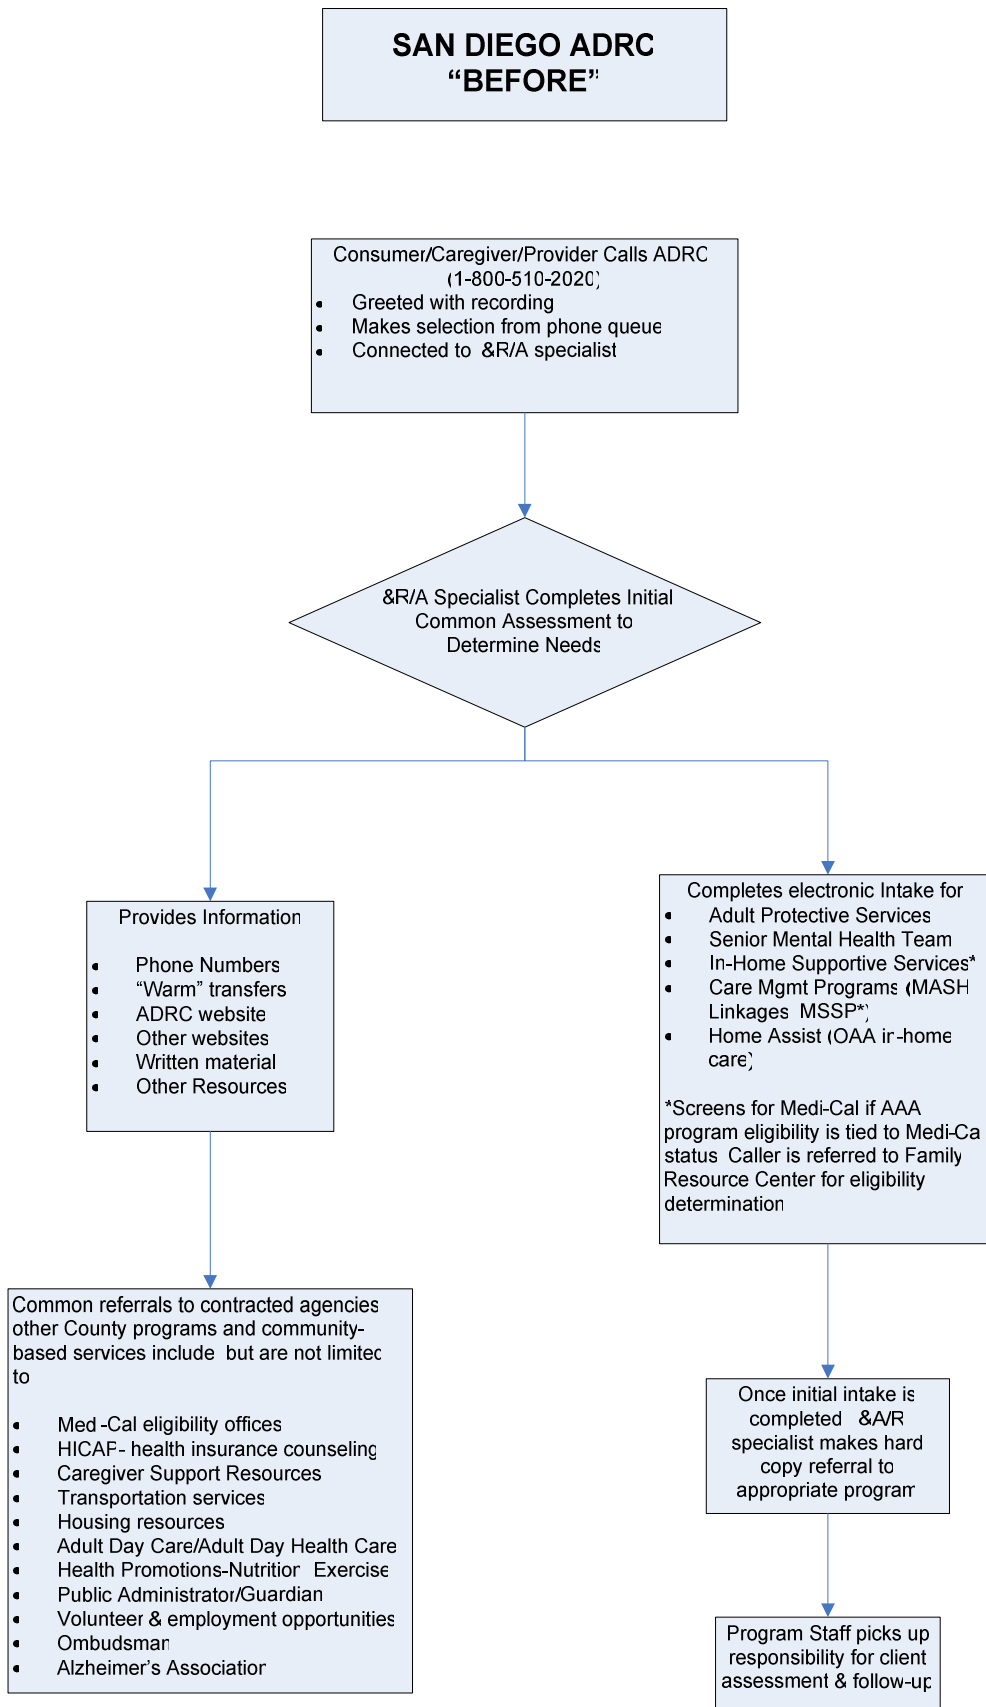 SAN DIEGO ADRC
“BEFORE”
Consumer/Caregiver/Provider Calls ADRC
(1-800-510-2020)
• Greeted with recording
• Makes selection from phone queue
• Connected to &R/A specialist
&R/A Specialist Completes Initial
Common Assessment to
Determine Needs
Provides Information
• Phone Numbers
• “Warm” transfers
• ADRC website
• Other websites
• Written material
• Other Resources
Common referrals to contracted agencies
other County programs and community-
based services include but are not limited
to
• Med-Cal eligibility offices
• HICAP- health insurance counseling
• Caregiver Support Resources
• Transportation services
• Housing resources
• Adult Day Care/Adult Day Health Care
• Health Promotions-Nutrition Exercise
• Public Administrator/Guardian
• Volunteer & employment opportunities
• Ombudsman
• Alzheimer’s Association
Completes electronic Intake for
• Adult Protective Services
• Senior Mental Health Team
• In-Home Supportive Services*
• Care Mgmt Programs (MASH
Linkages MSSP*)
• Home Assist (OAA in-home
care)
*Screens for Medi-Cal if AAA
program eligibility is tied to Medi-Ca
status Caller is referred to Family
Resource Center for eligibility
determination
Once initial intake is
completed &A/R
specialist makes hard
copy referral to
appropriate program
Program Staff picks up
responsibility for client
assessment & follow-up